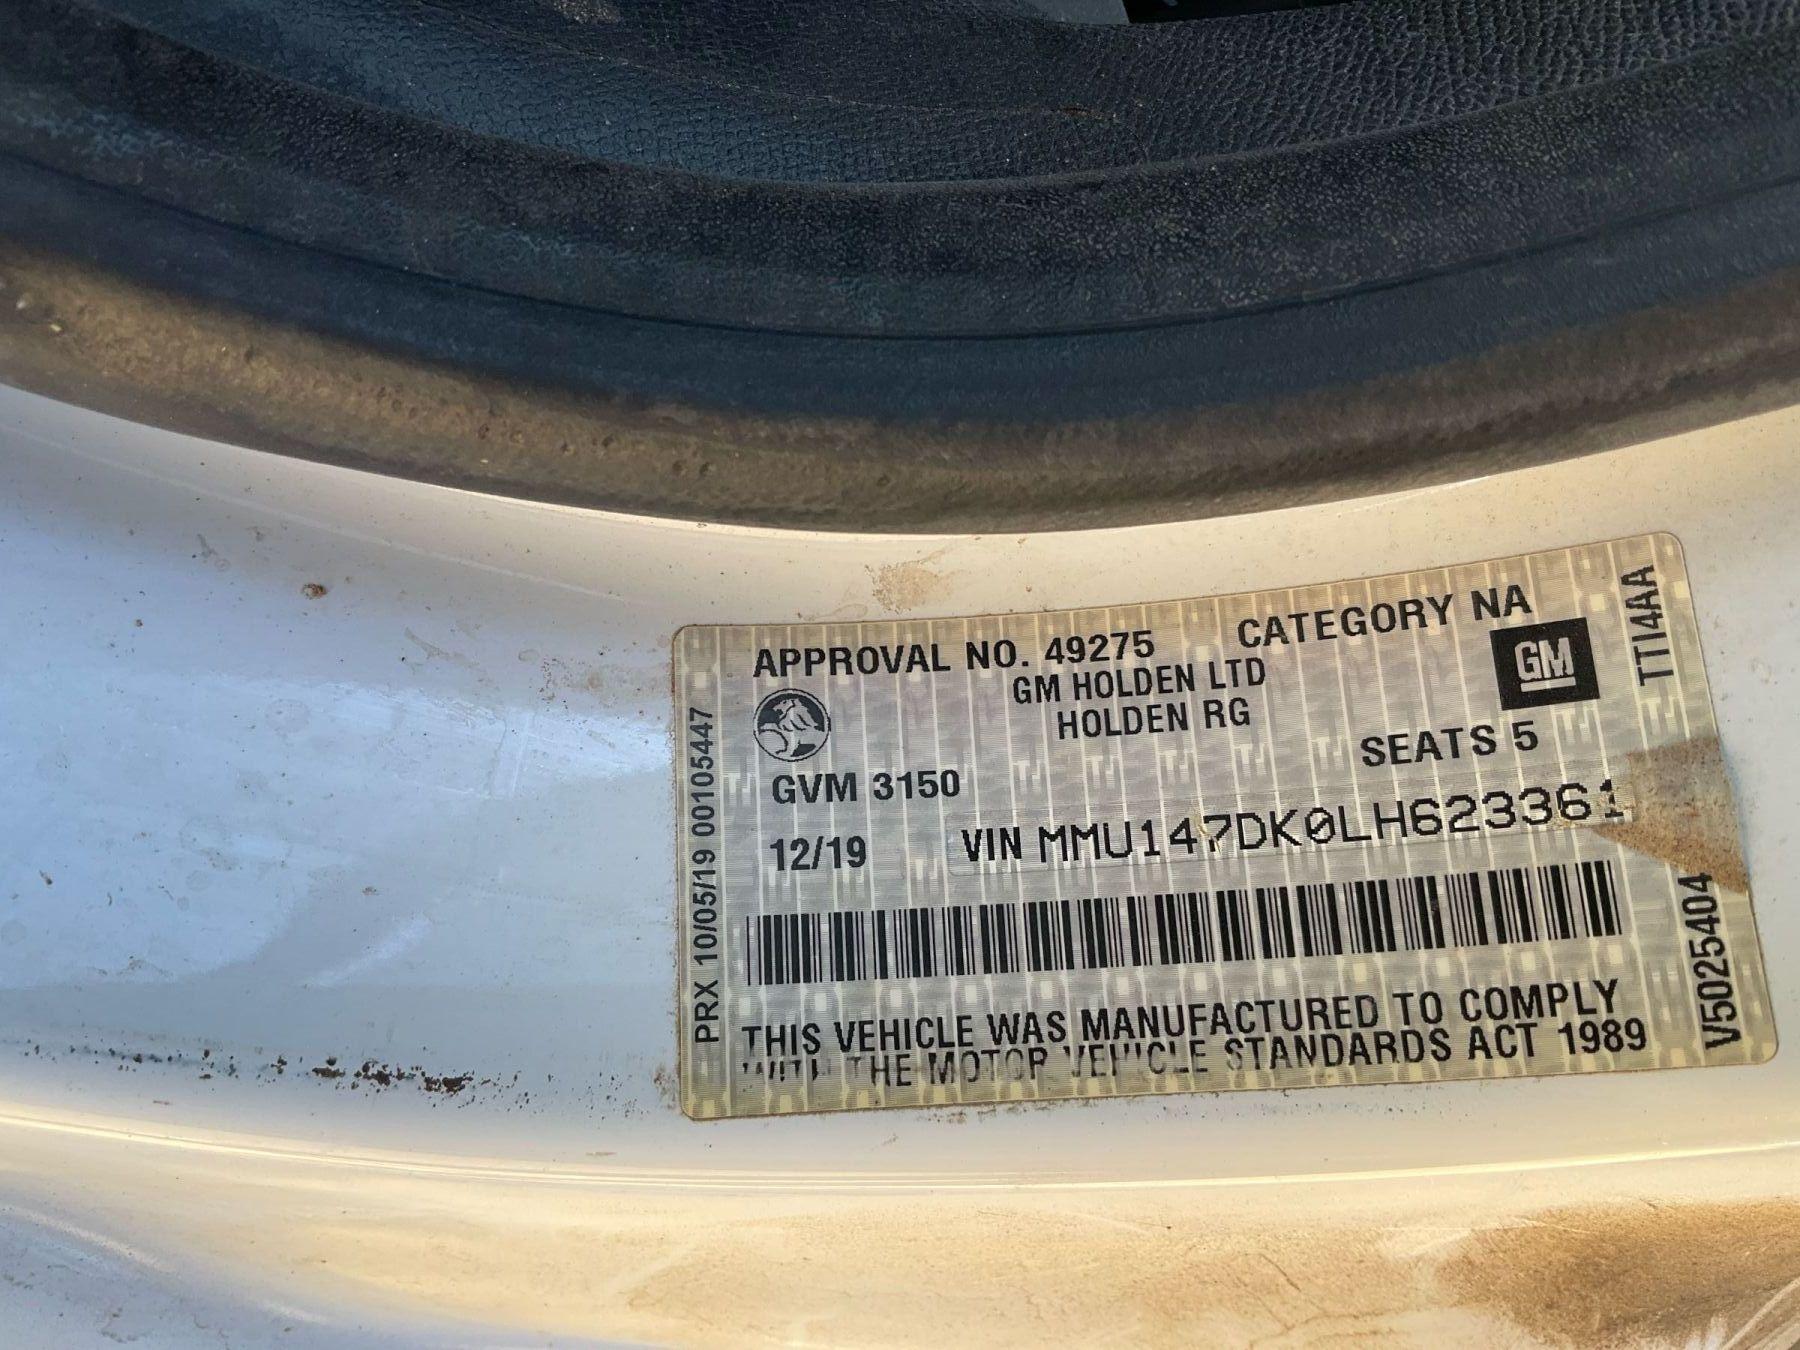 APPROVAL NO. 49275 CATEGORY NA
GM HOLDEN LTD
HOLDEN RG
GM
GVM 3150
SEATS 5
12/19
VIN MMU147DK0LH623361
THIS VEHICLE WAS MANUFACTURED TO COMPLY
WITH THE MOTOR VEHICLE STANDARDS ACT 1989
PRX 10/05/19 00105447
TTI4AA
V5025404